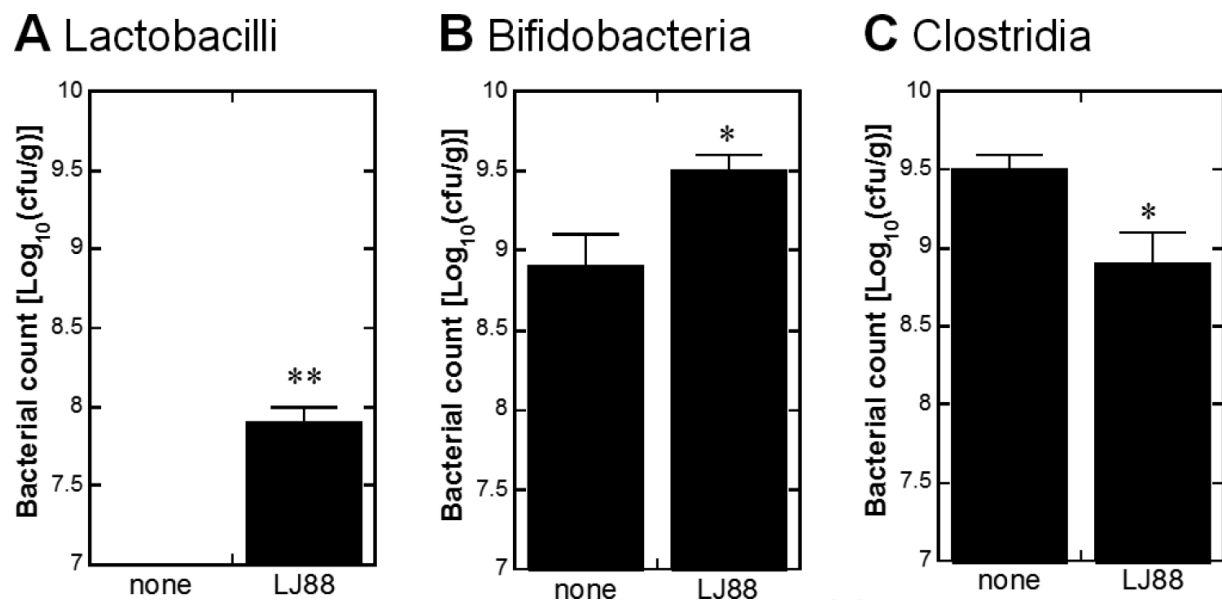 A Lactobacilli
Bacterial count [Log10(cfu/g)]
10
9.5
9
8.5
8
7.5
7
**
none LJ88
B Bifidobacteria
Bacterial count [Log10(cfu/g)]
10
9.5
9
8.5
8
7.5
7
*
none LJ88
C Clostridia
Bacterial count [Log10(cfu/g)]
10
9.5
9
8.5
8
7.5
7
*
none LJ88